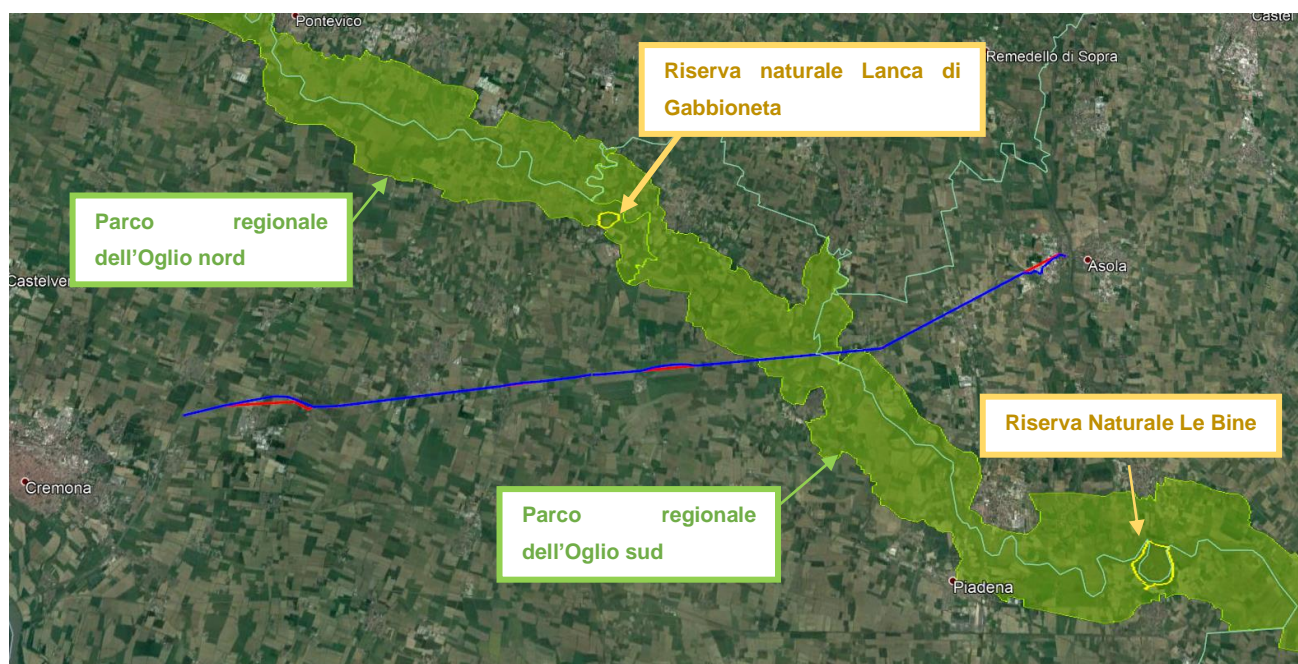 Pontevico
Castel
Remedello di Sopra
Riserva naturale Lanca di
Gabbioneta
Parco regionale
dell'Oglio nord
Castelve
Asola
Riserva Naturale Le Bine
Cremona
Parco regionale
dell'Oglio sud
Piadena